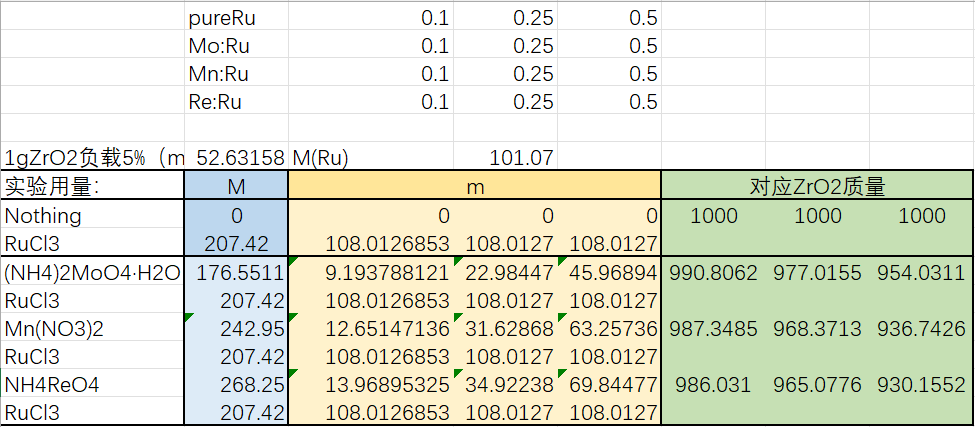 pureRu 0.1 0.25 0.5
Mo:Ru 0.1 0.25 0.5
Mn:Ru 0.1 0.25 0.5
Re:Ru 0.1 0.25 0.5
1gZrO2负载5%（m 52.63158 M(Ru) 101.07
实验用量： M m 对应ZrO2质量
Nothing 0 0 0 0 1000 1000 1000
RuCl3 207.42 108.0126853 108.0127 108.0127
(NH4)2MoO4·H2O 176.5511 9.193788121 22.98447 45.96894 990.8062 977.0155 954.0311
RuCl3 207.42 108.0126853 108.0127 108.0127
Mn(NO3)2 242.95 12.65147136 31.62868 63.25736 987.3485 968.3713 936.7426
RuCl3 207.42 108.0126853 108.0127 108.0127
NH4ReO4 268.25 13.96895325 34.92238 69.84477 986.031 965.0776 930.1552
RuCl3 207.42 108.0126853 108.0127 108.0127